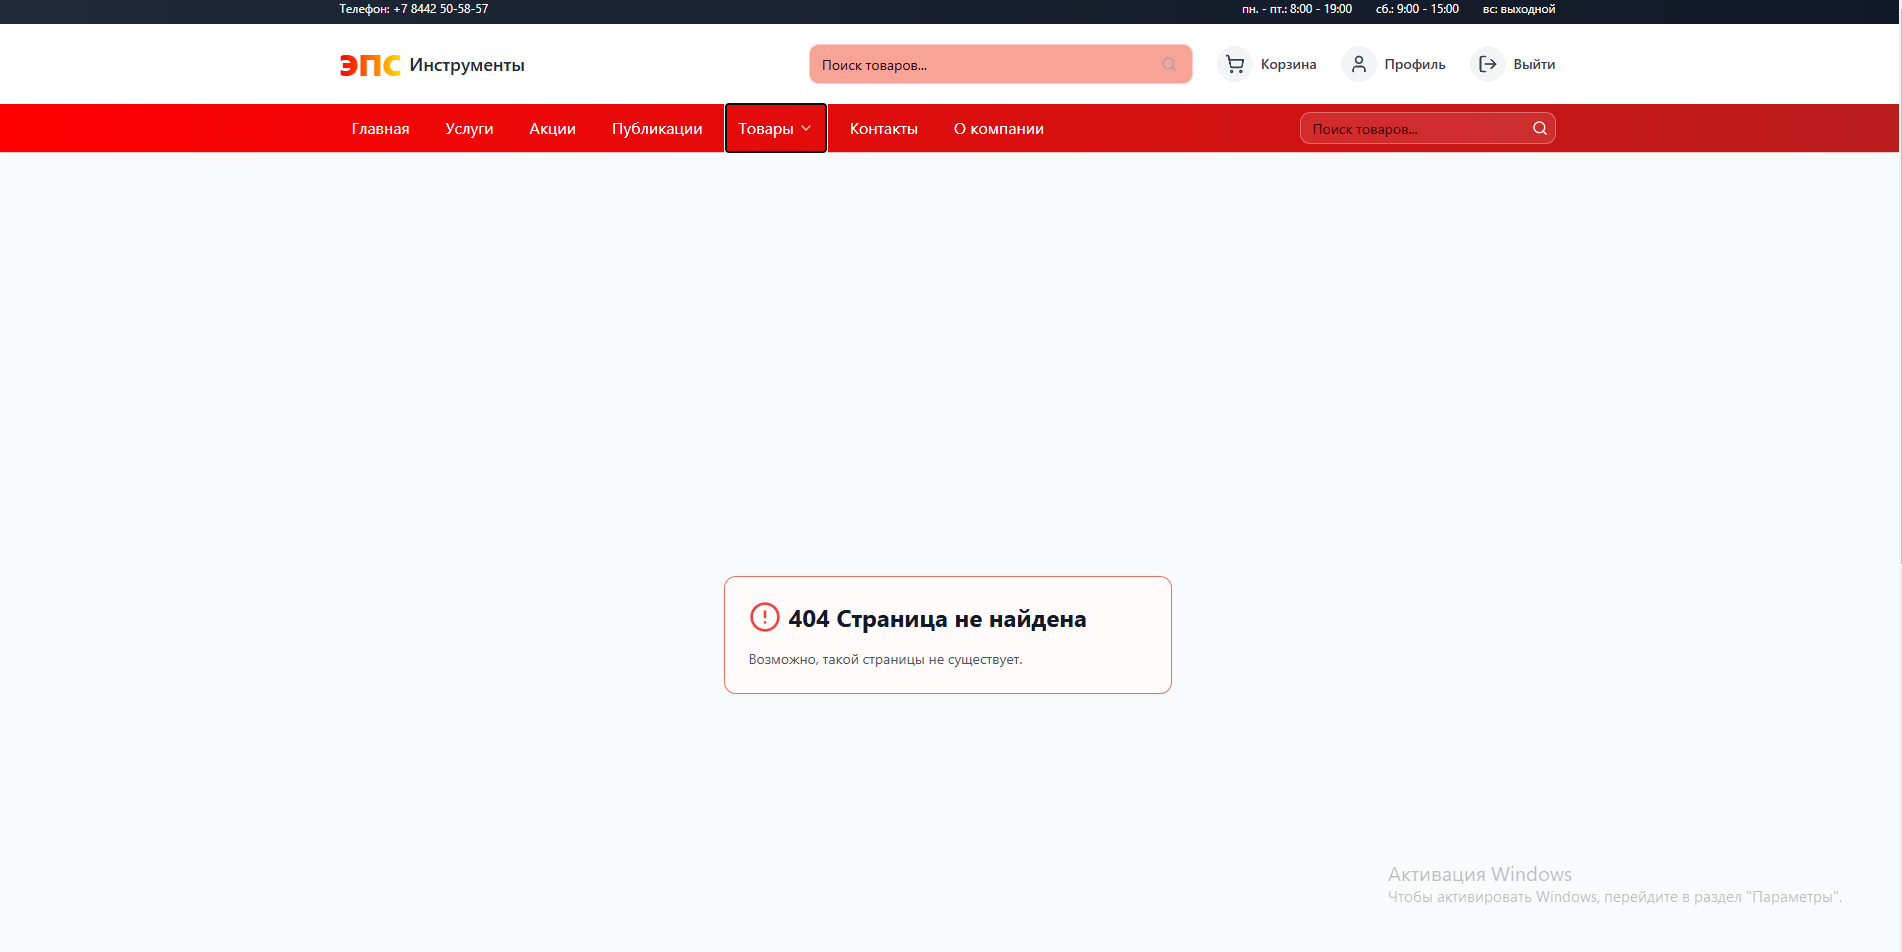 Телефон: +7 8442 50-58-57
пн. - пт.: 8:00 - 19:00 сб.: 9:00 - 15:00 вс: выходной
ЭПС Инструменты
Поиск товаров...
Корзина
Профиль
Выйти
Главная Услуги Акции Публикации Товары Контакты О компании
Поиск товаров...
404 Страница не найдена
Возможно, такой страницы не существует.
Активация Windows
Чтобы активировать Windows, перейдите в раздел "Параметры".